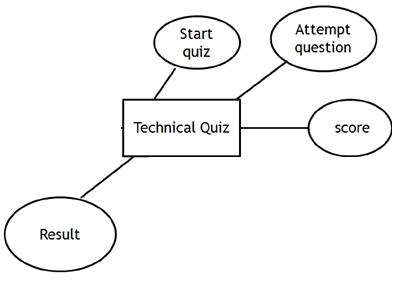 Start
quiz
Attempt
question
Technical Quiz
score
Result